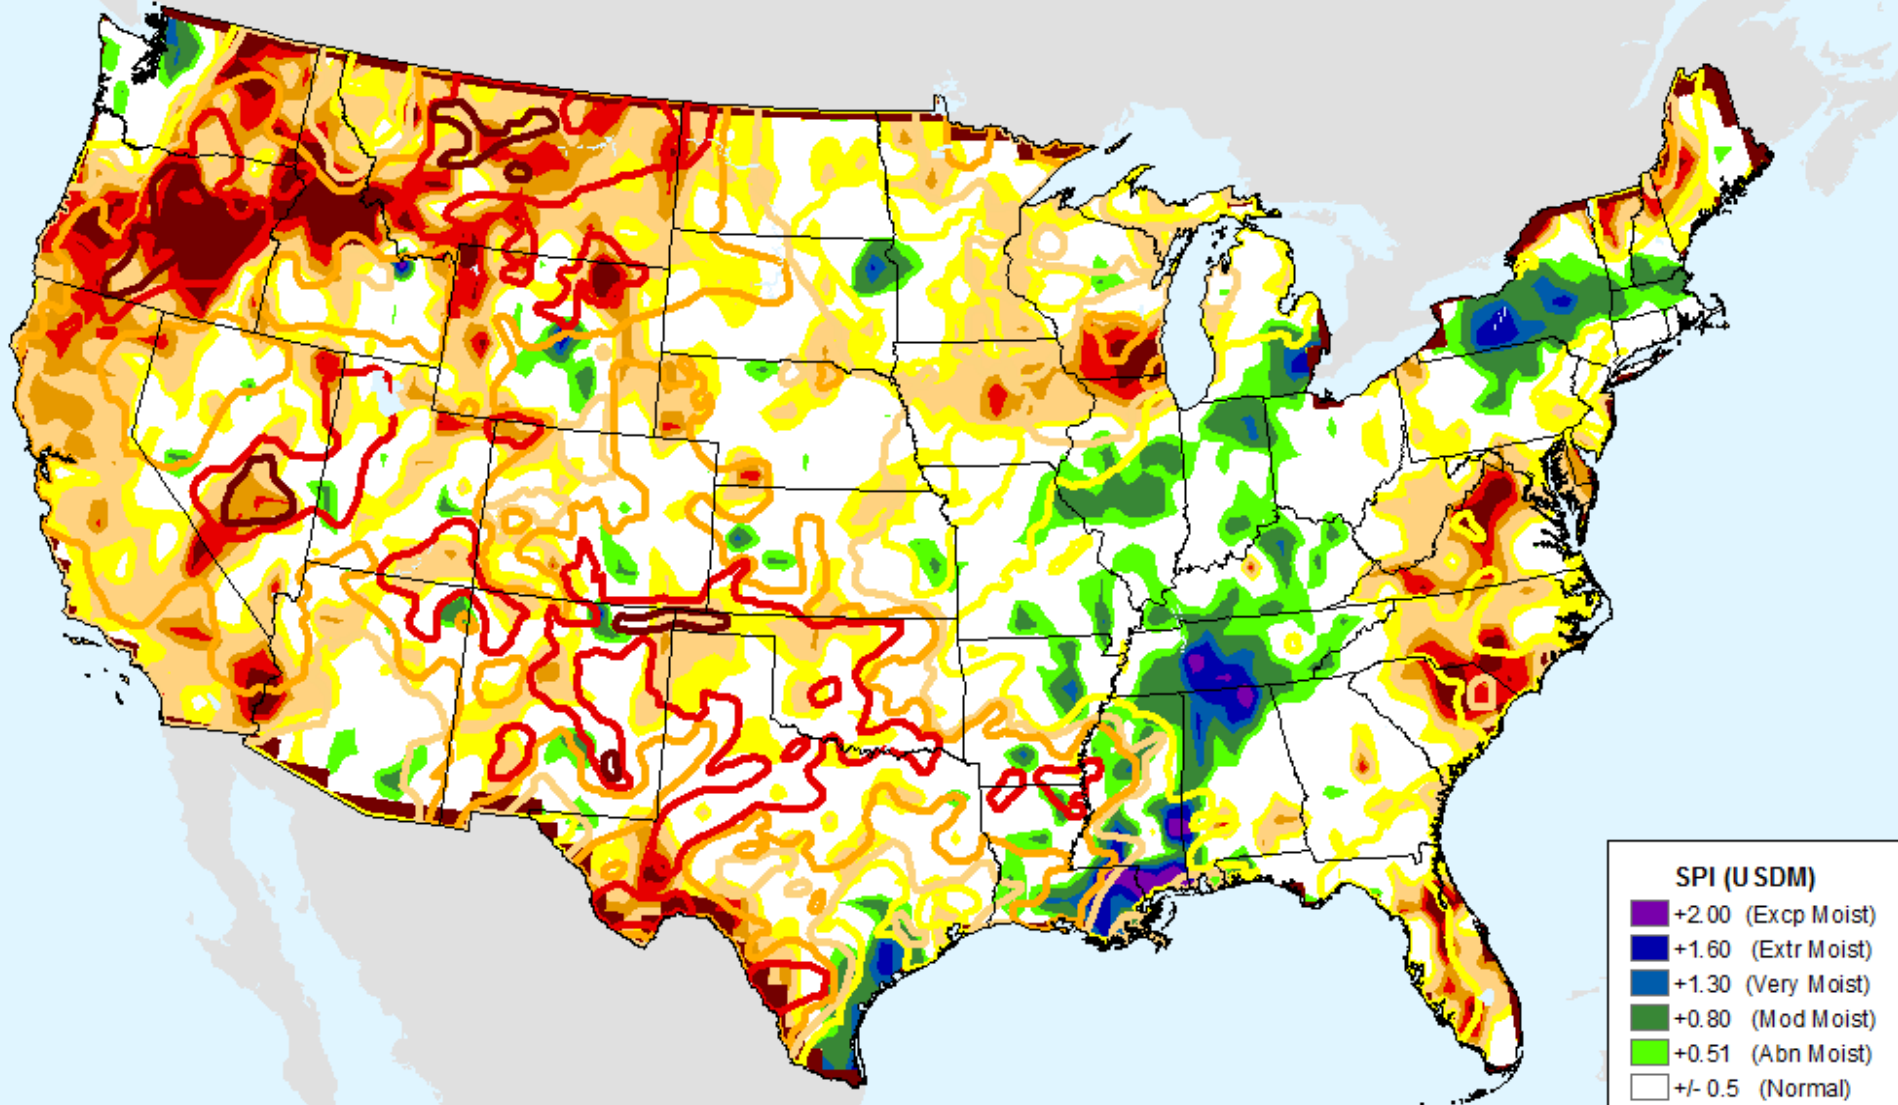 SPI (USDM)
+2.00 (Excp Moist)
+1.60 (Extr Moist)
+1.30 (Very Moist)
+0.80 (Mod Moist)
+0.51 (Abn Moist)
+/- 0.5 (Normal)